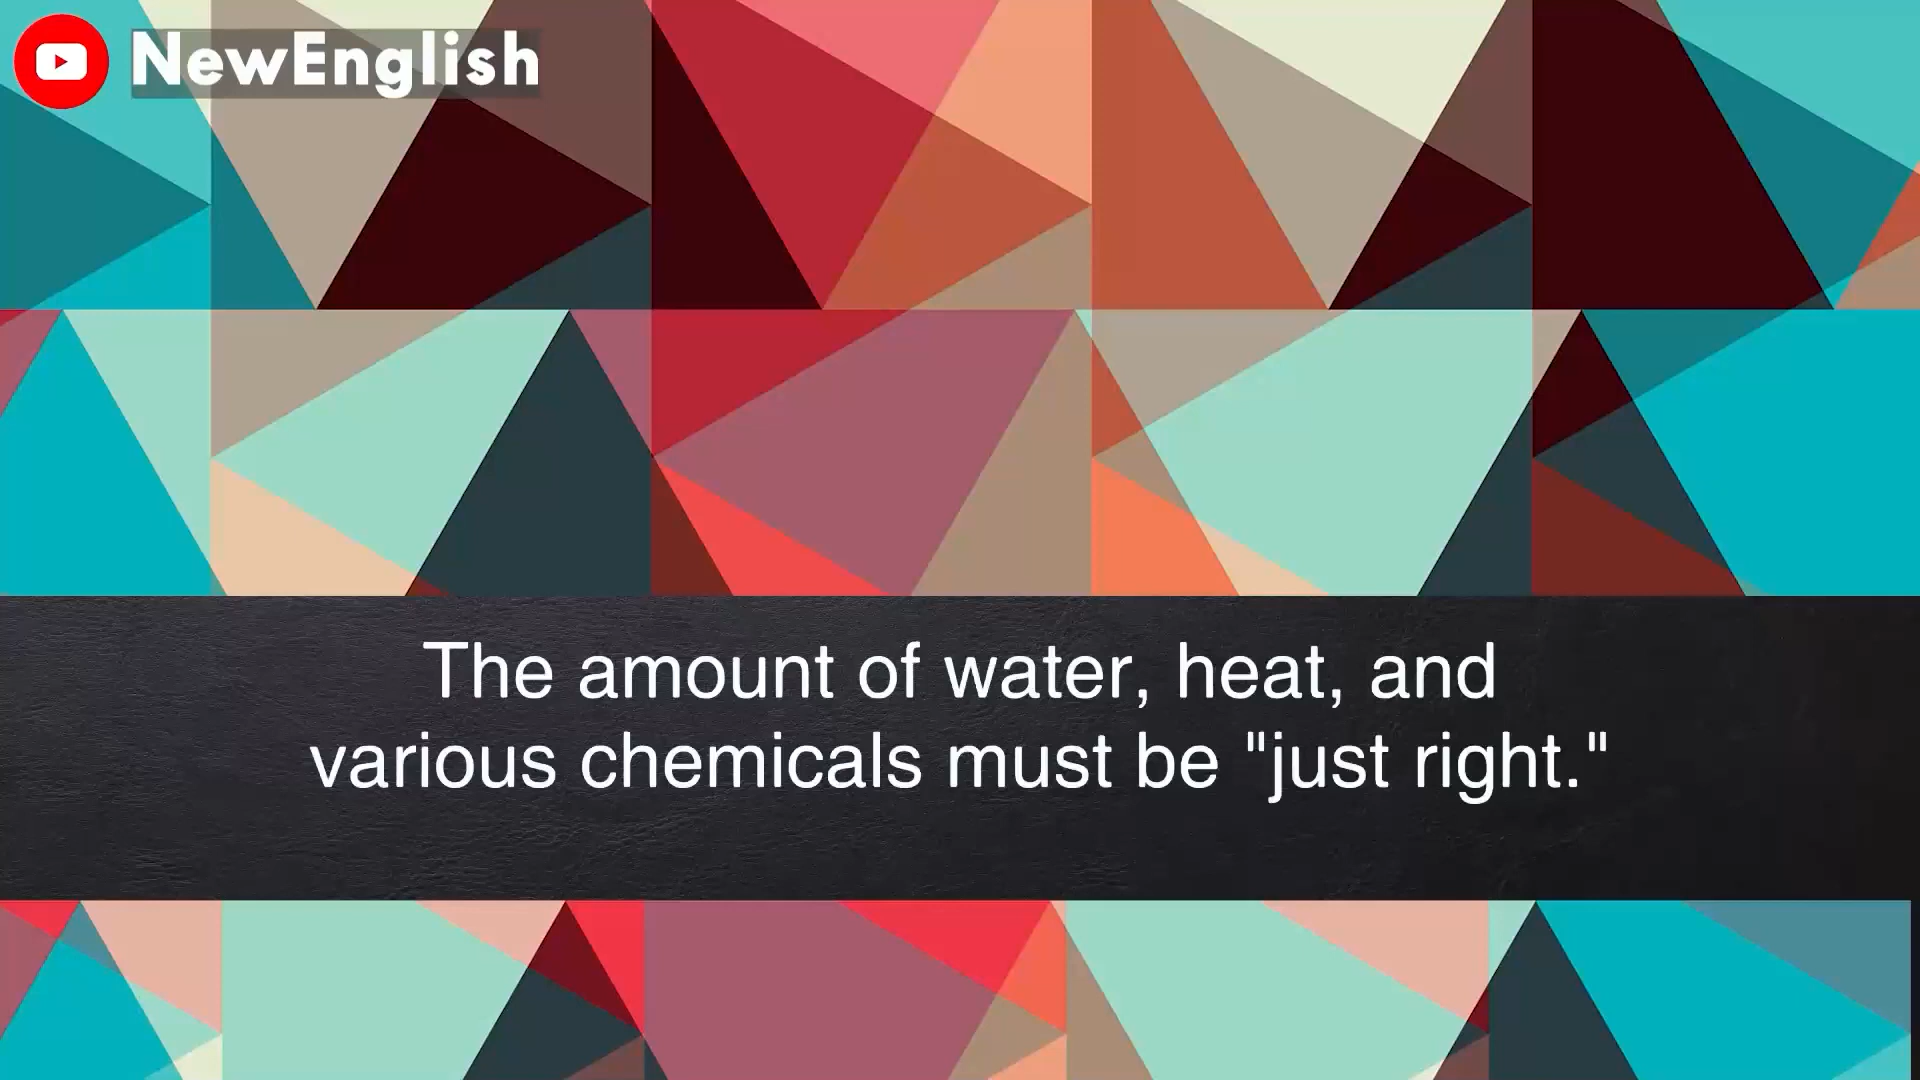 NewEnglish
The amount of water, heat, and
various chemicals must be "just right."